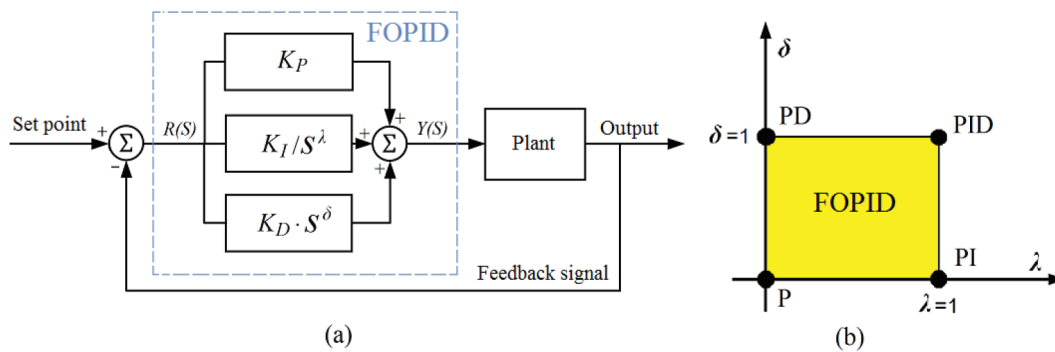 FOPID
K_P
Set point
+
Σ
−
R(S)
K_I/S^λ
+
+
Σ
+
Y(S)
Plant
Output
K_D · S^δ
Feedback signal
(a)
δ
PD
PID
δ=1
FOPID
P
PI
λ=1
λ
(b)